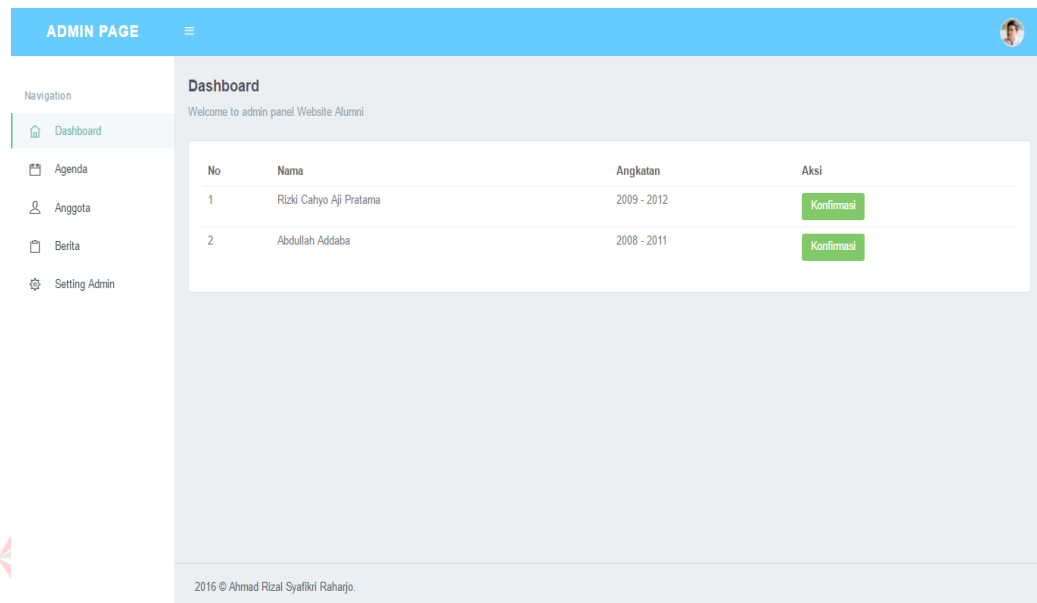 ADMIN PAGE
Navigation
Dashboard
Agenda
Anggota
Berita
Setting Admin
Dashboard
Welcome to admin panel Website Alumni
No Nama Angkatan Aksi
1 Rizki Cahyo Aji Pratama 2009 - 2012 Konfirmasi
2 Abdullah Addaba 2008 - 2011 Konfirmasi
2016 © Ahmad Rizal Syafikri Raharjo.